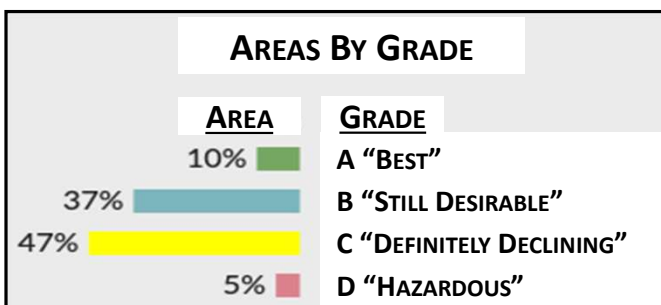 AREAS BY GRADE
AREA GRADE
10% A “BEST”
37% B “STILL DESIRABLE”
47% C “DEFINITELY DECLINING”
5% D “HAZARDOUS”